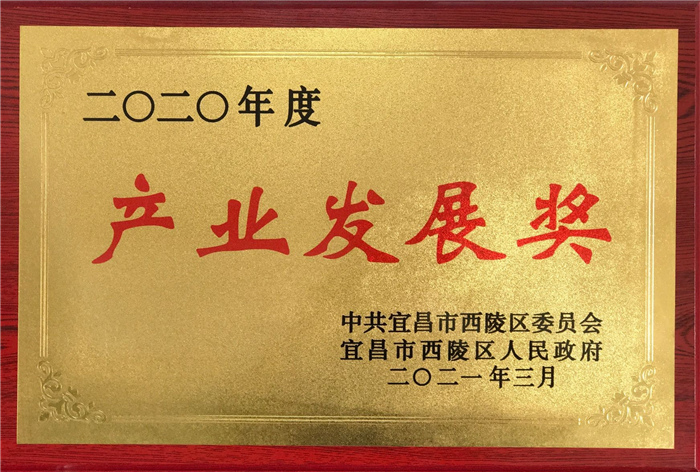 二〇二〇年度
产业发展奖
中共宜昌市西陵区委员会
宜昌市西陵区人民政府
二〇二一年三月